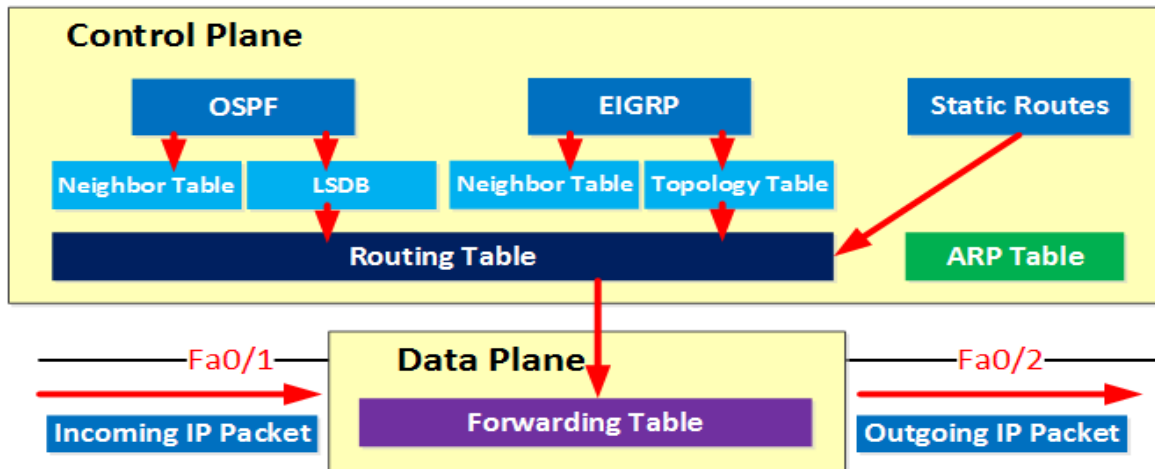 Control Plane
OSPF
EIGRP
Static Routes
Neighbor Table
LSDB
Neighbor Table
Topology Table
Routing Table
ARP Table
Fa0/1
Data Plane
Fa0/2
Incoming IP Packet
Forwarding Table
Outgoing IP Packet